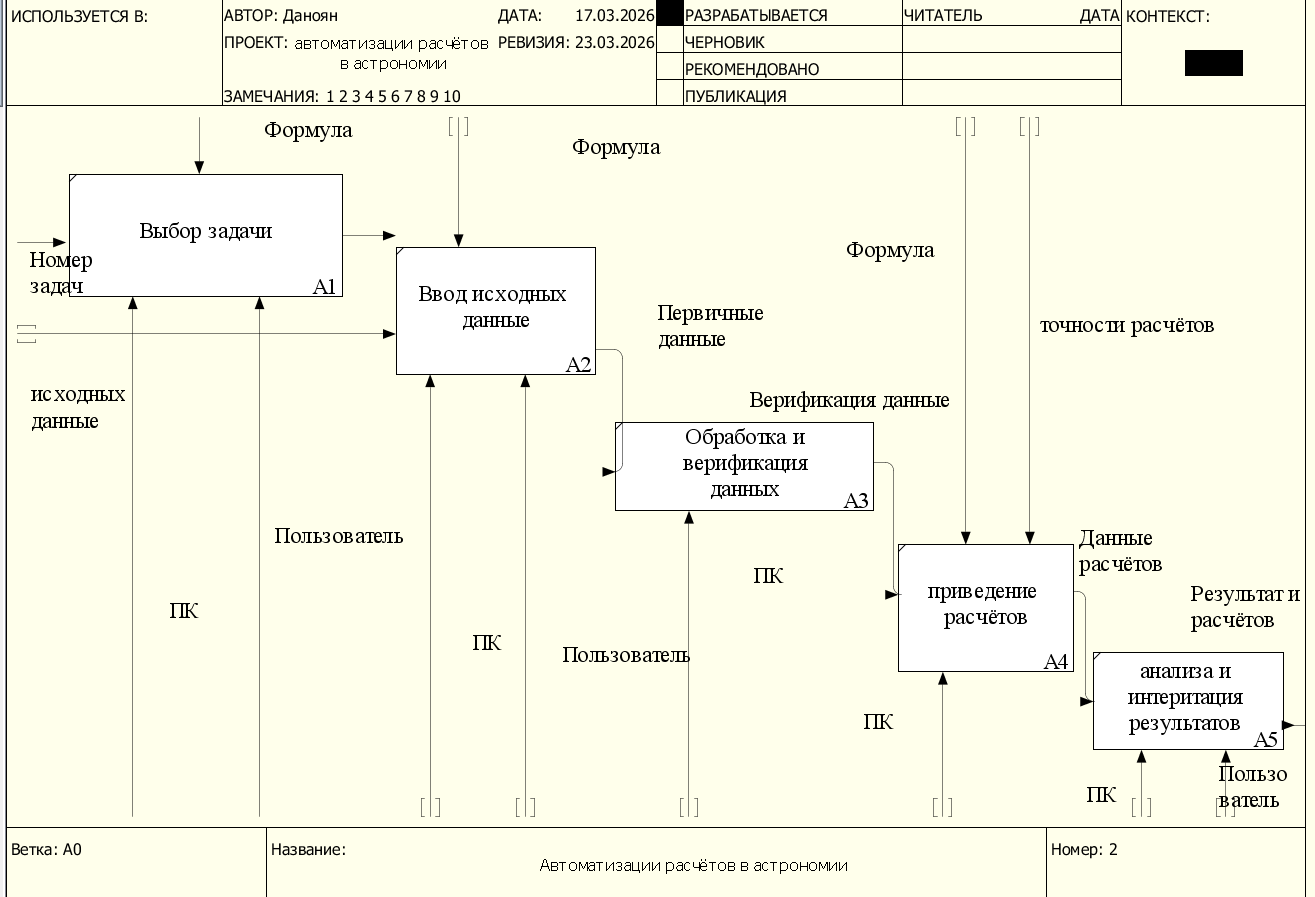 ИСПОЛЬЗУЕТСЯ В:
АВТОР: Даноян
ДАТА: 17.03.2026
РАЗРАБАТЫВАЕТСЯ
ЧИТАТЕЛЬ
ДАТА
КОНТЕКСТ:
ПРОЕКТ: автоматизации расчётов
в астрономии
РЕВИЗИЯ: 23.03.2026
ЧЕРНОВИК
РЕКОМЕНДОВАНО
ЗАМЕЧАНИЯ: 1 2 3 4 5 6 7 8 9 10
ПУБЛИКАЦИЯ
Формула
Формула
Выбор задачи
A1
Номер
задач
Формула
Ввод исходных
данные
A2
Первичные
данные
точности расчётов
исходных
данные
Верификация данные
Обработка и
верификация
данных
A3
Пользователь
ПК
Данные
расчётов
приведение
расчётов
A4
Результат и
расчётов
ПК
ПК
Пользователь
анализа и
интеритация
результатов
A5
ПК
ПК
Пользо
ватель
Ветка: A0
Название:
Автоматизации расчётов в астрономии
Номер: 2